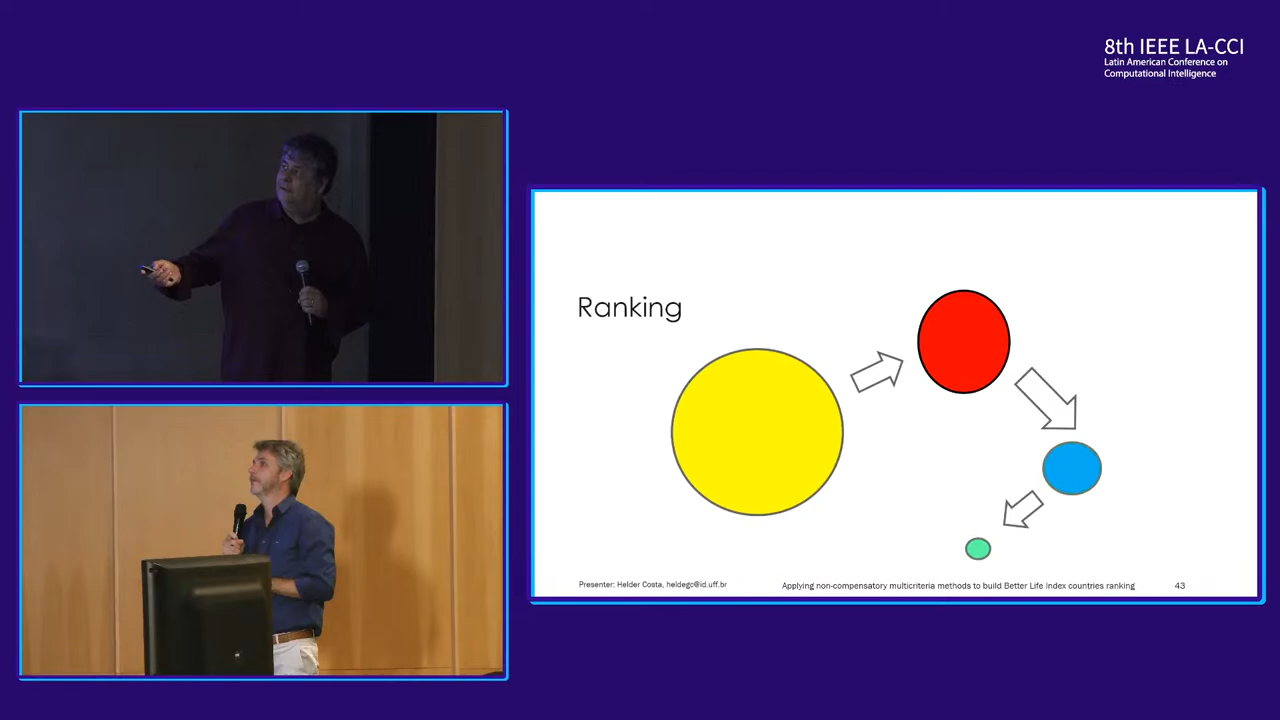 8th IEEE LA-CCI
Latin American Conference on
Computational Intelligence
Ranking
Presenter: Helder Costa, heldegc@id.uff.br
Applying non-compensatory multicriteria methods to build Better Life Index countries ranking
43